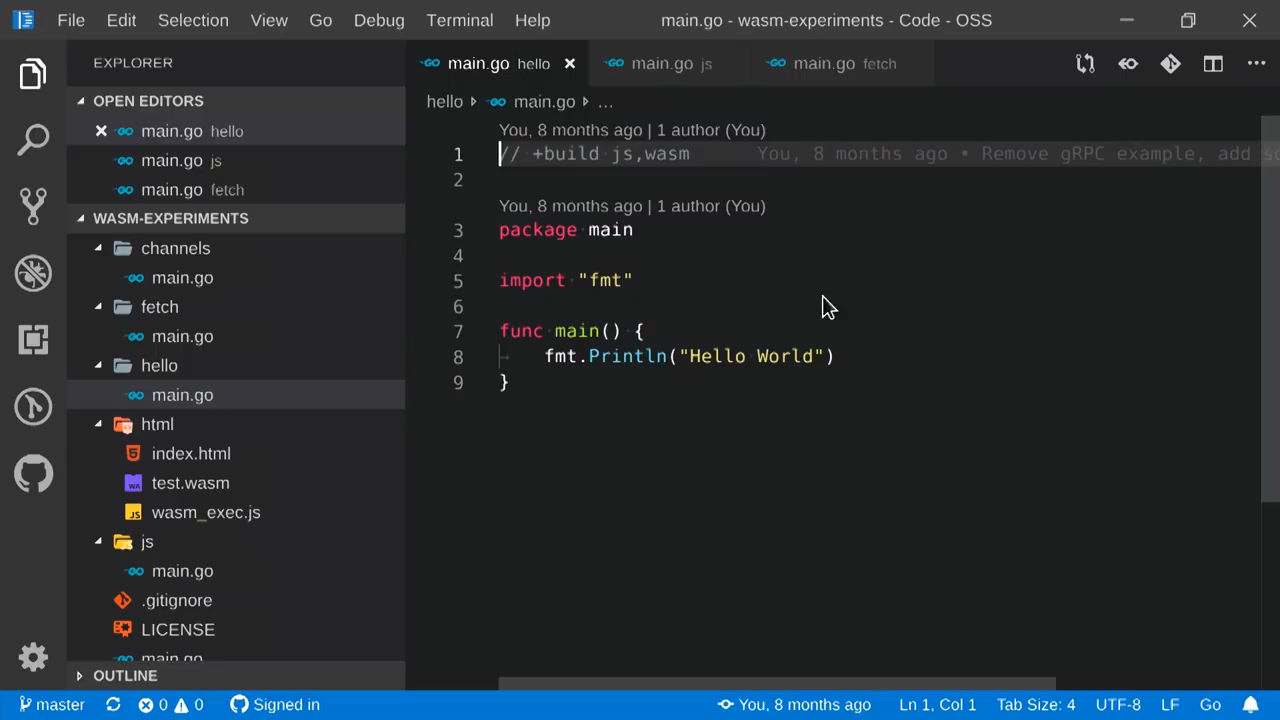 File Edit Selection View Go Debug Terminal Help main.go - wasm-experiments - Code - OSS
EXPLORER
OPEN EDITORS
main.go hello
main.go js
main.go fetch
WASM-EXPERIMENTS
channels
main.go
fetch
main.go
hello
main.go
html
index.html
WA test.wasm
JS wasm_exec.js
js
main.go
.gitignore
LICENSE
main.go
OUTLINE
main.go hello main.go js main.go fetch
hello main.go …
You, 8 months ago | 1 author (You)
1 // +build js,wasm You, 8 months ago • Remove gRPC example, add
2
You, 8 months ago | 1 author (You)
3 package main
4
5 import "fmt"
6
7 func main() {
8 fmt.Println("Hello World")
9 }
master 0 0 Signed in You, 8 months ago Ln 1, Col 1 Tab Size: 4 UTF-8 LF Go